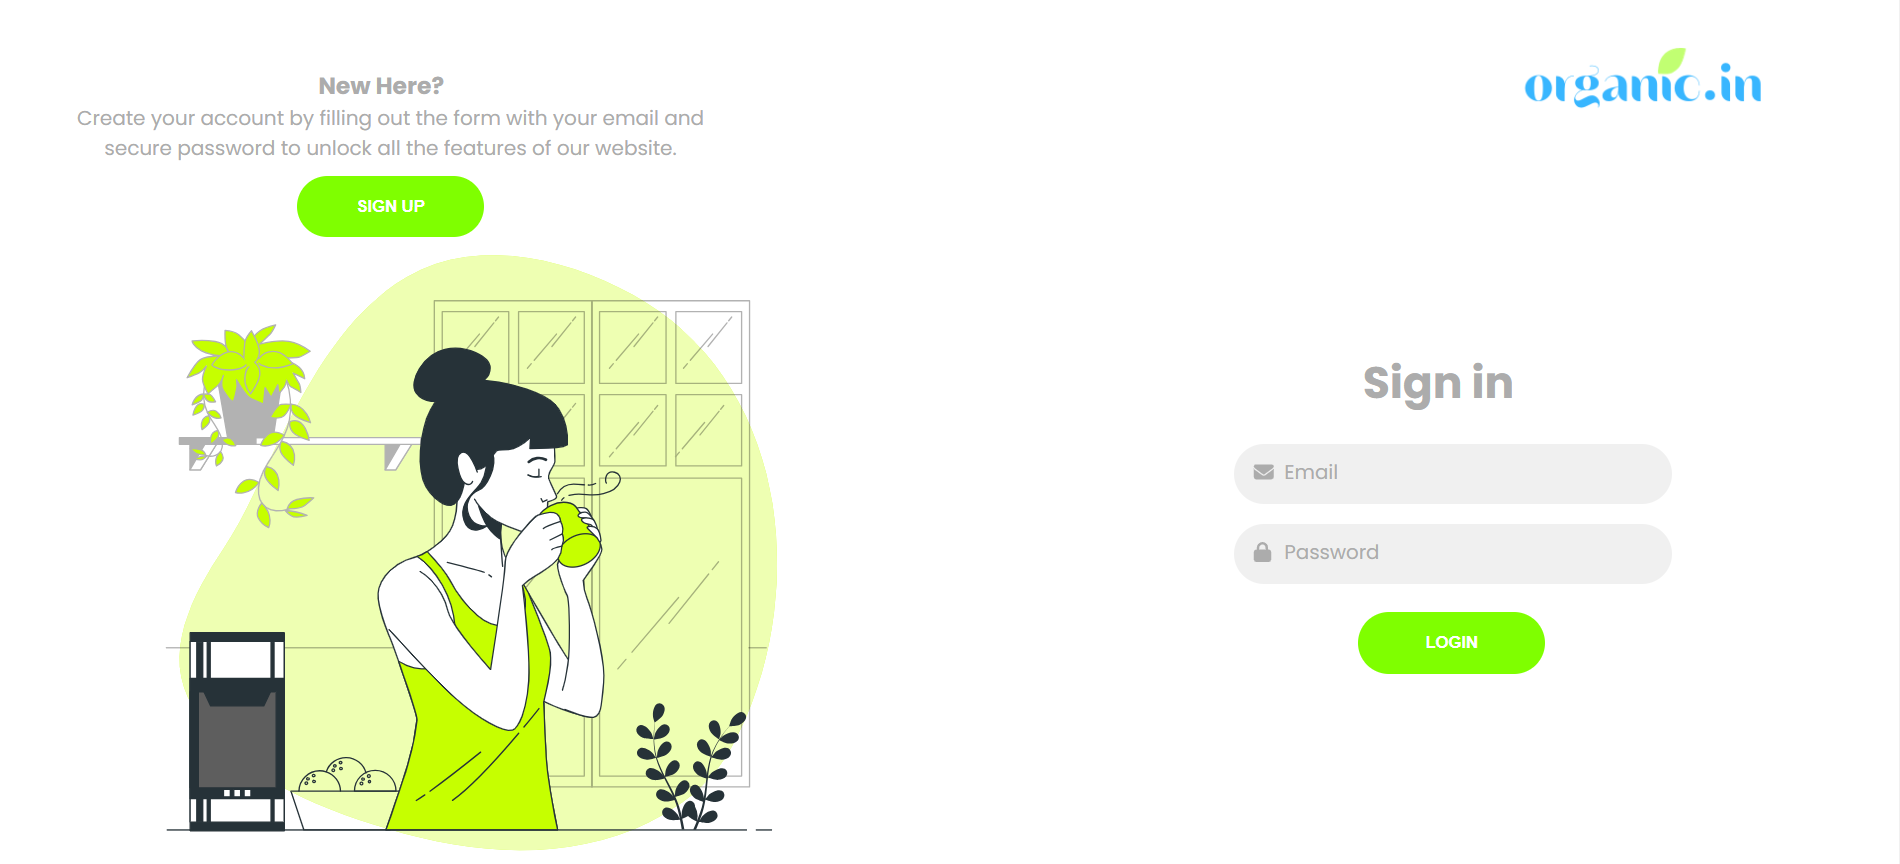 New Here?
Create your account by filling out the form with your email and
secure password to unlock all the features of our website.
SIGN UP
organic.in
Sign in
Email
Password
LOGIN